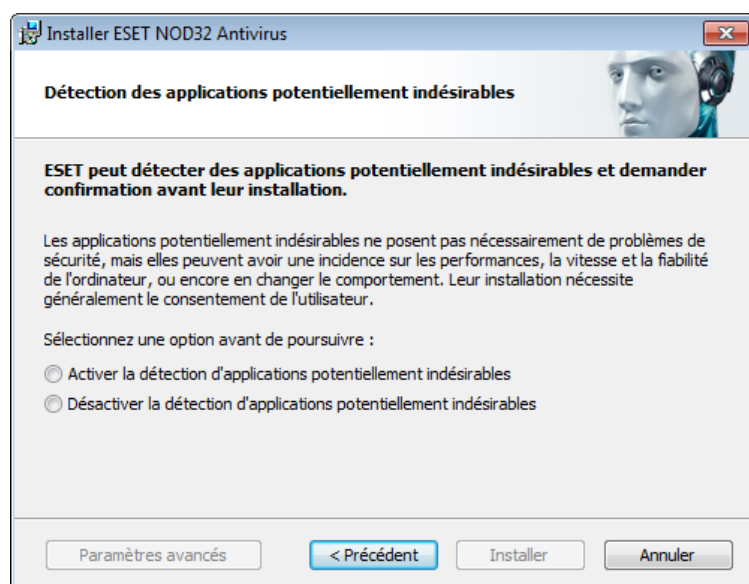 Installer ESET NOD32 Antivirus
Détection des applications potentiellement indésirables
ESET peut détecter des applications potentiellement indésirables et demander
confirmation avant leur installation.
Les applications potentiellement indésirables ne posent pas nécessairement de problèmes de
sécurité, mais elles peuvent avoir une incidence sur les performances, la vitesse et la fiabilité
de l'ordinateur, ou encore en changer le comportement. Leur installation nécessite
généralement le consentement de l'utilisateur.
Sélectionnez une option avant de poursuivre :
Activer la détection d'applications potentiellement indésirables
Désactiver la détection d'applications potentiellement indésirables
Paramètres avancés
< Précédent
Installer
Annuler